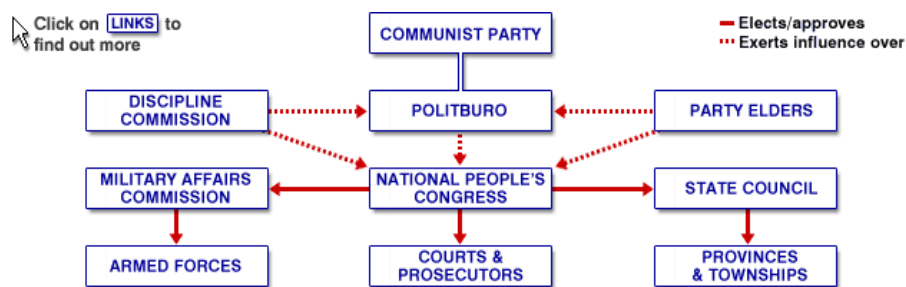 Click on LINKS to
find out more
COMMUNIST PARTY
Elects/approves
Exerts influence over
DISCIPLINE
COMMISSION
POLITBURO
PARTY ELDERS
MILITARY AFFAIRS
COMMISSION
NATIONAL PEOPLE'S
CONGRESS
STATE COUNCIL
ARMED FORCES
COURTS &
PROSECUTORS
PROVINCES
& TOWNSHIPS